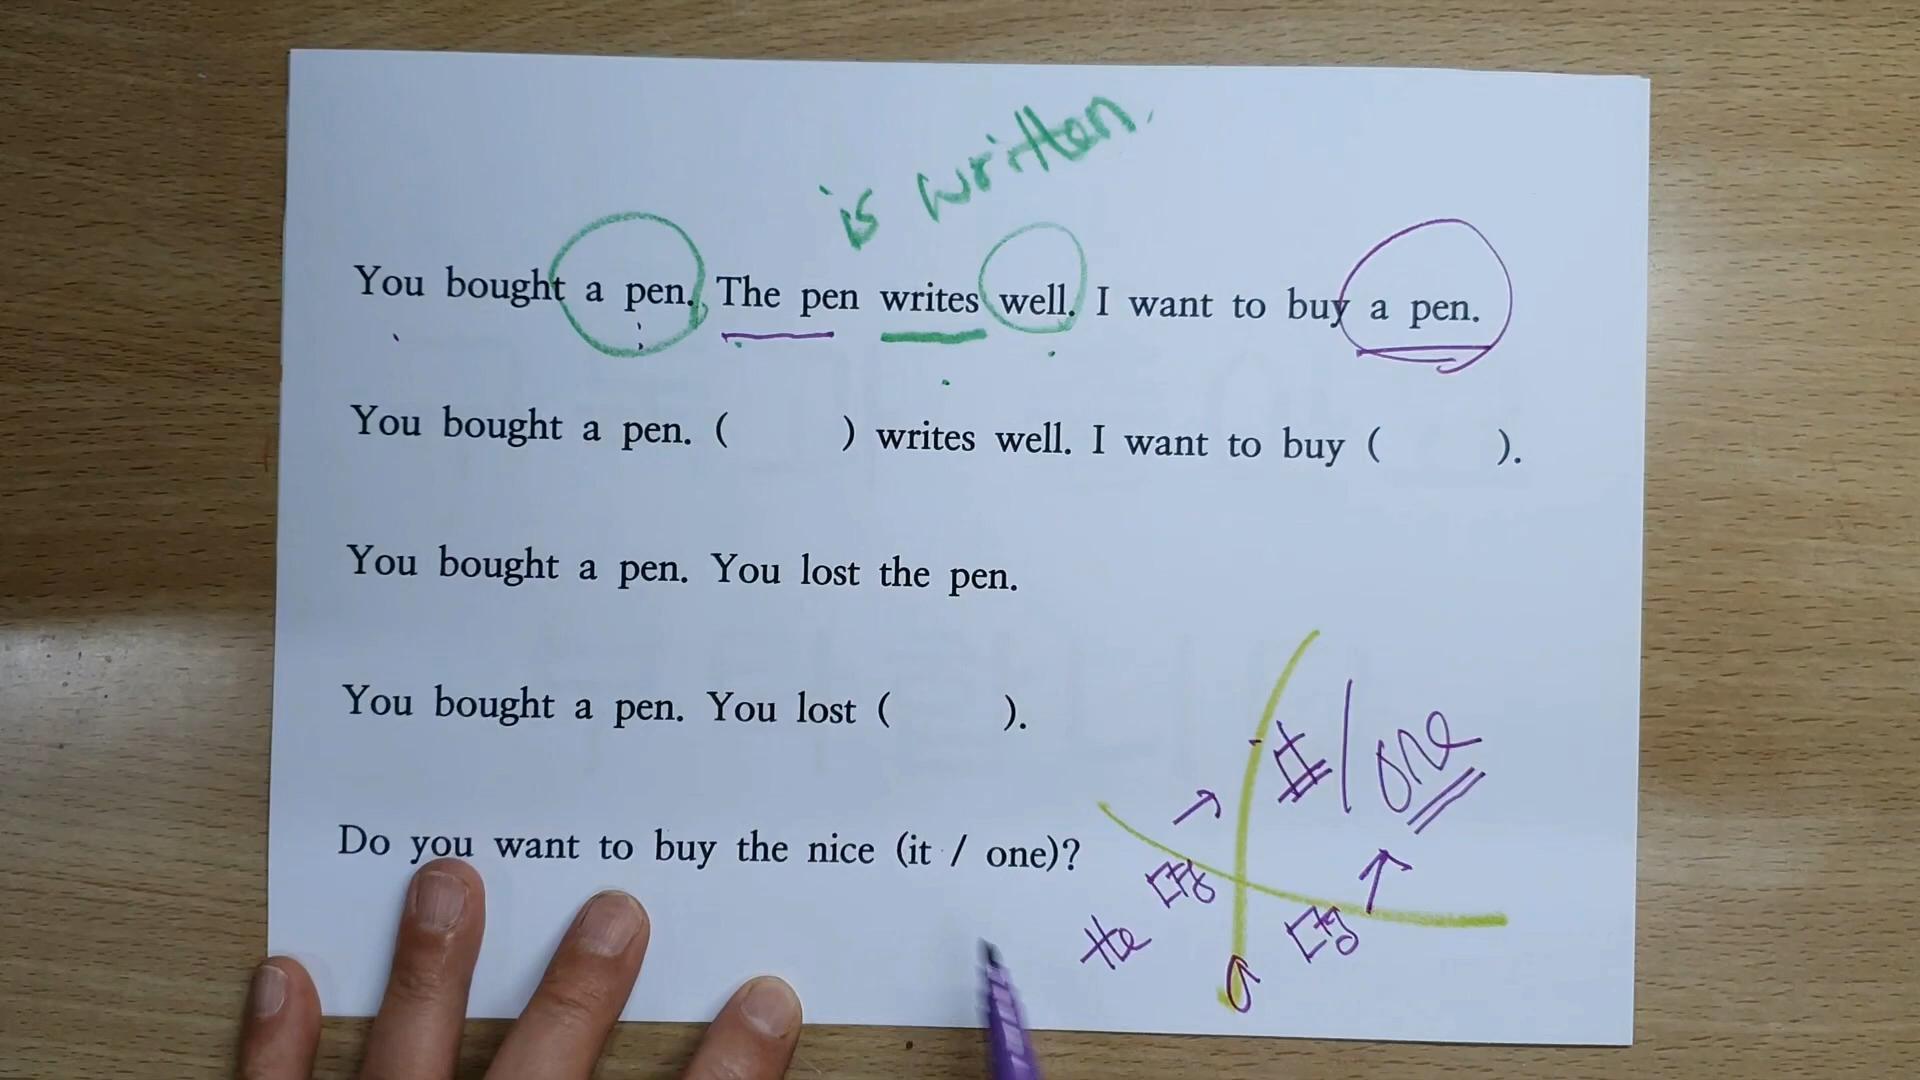 is written.
You bought a pen. The pen writes well. I want to buy a pen.
You bought a pen. (          ) writes well. I want to buy (          ).
You bought a pen. You lost the pen.
You bought a pen. You lost (          ).
it / one
Do you want to buy the nice (it / one)?
the
a